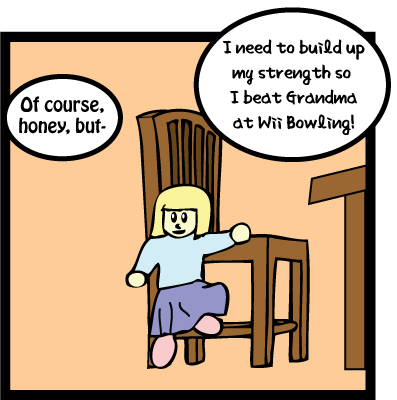 I need to build up
my strength so
I beat Grandma
at Wii Bowling!
Of course,
honey, but-